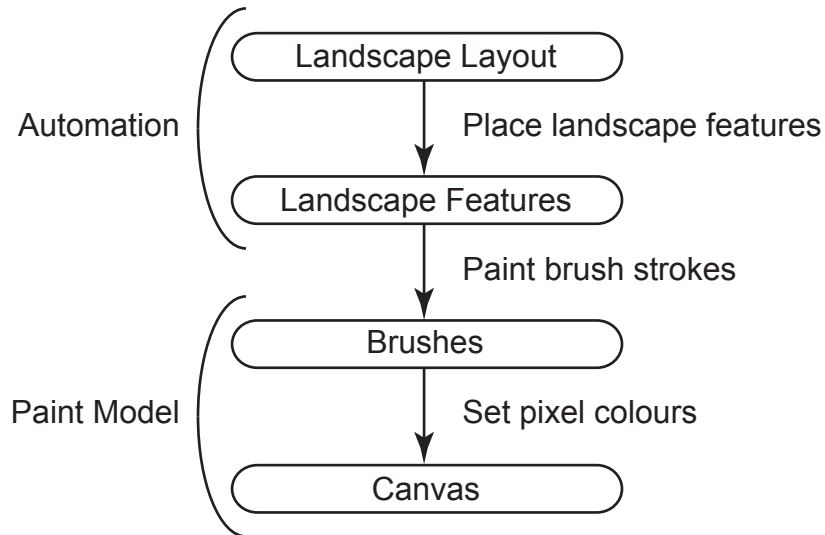 Landscape Layout
Automation
Place landscape features
Landscape Features
Paint brush strokes
Brushes
Paint Model
Set pixel colours
Canvas